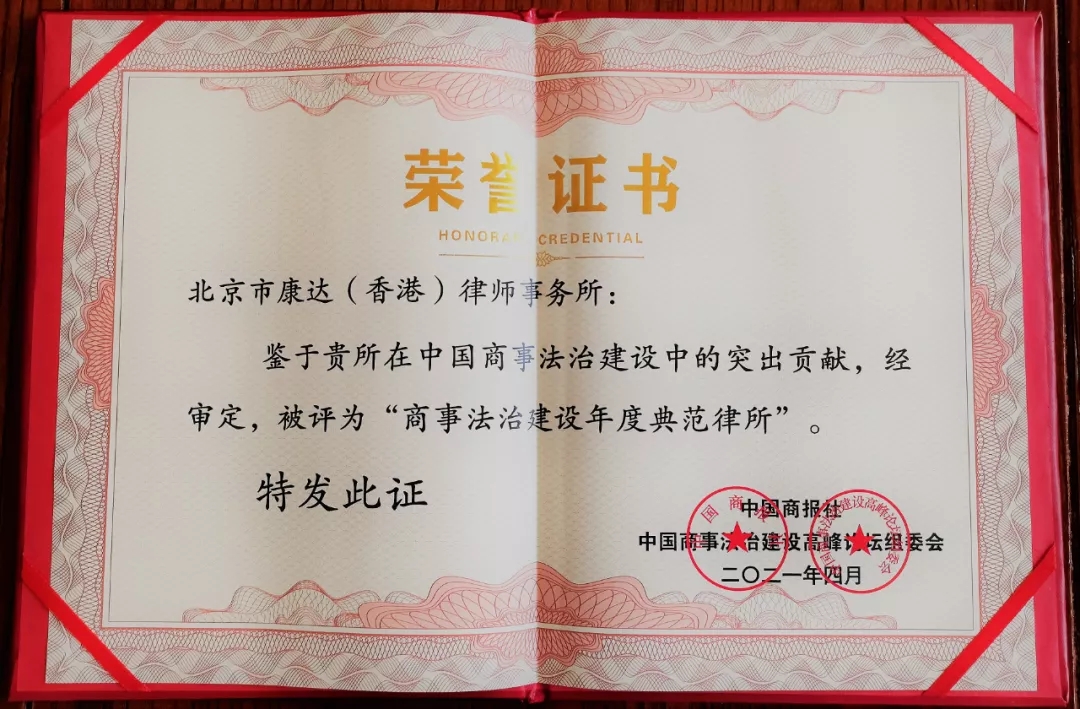 荣誉证书
CREDENTIAL
北京市康达（香港）律师事务所：
鉴于贵所在中国商事法治建设中的突出贡献，经
审定，被评为“商事法治建设年度典范律所”。
特发此证
中国商报社
中国商事法治建设高峰论坛组委会
二〇二一年四月